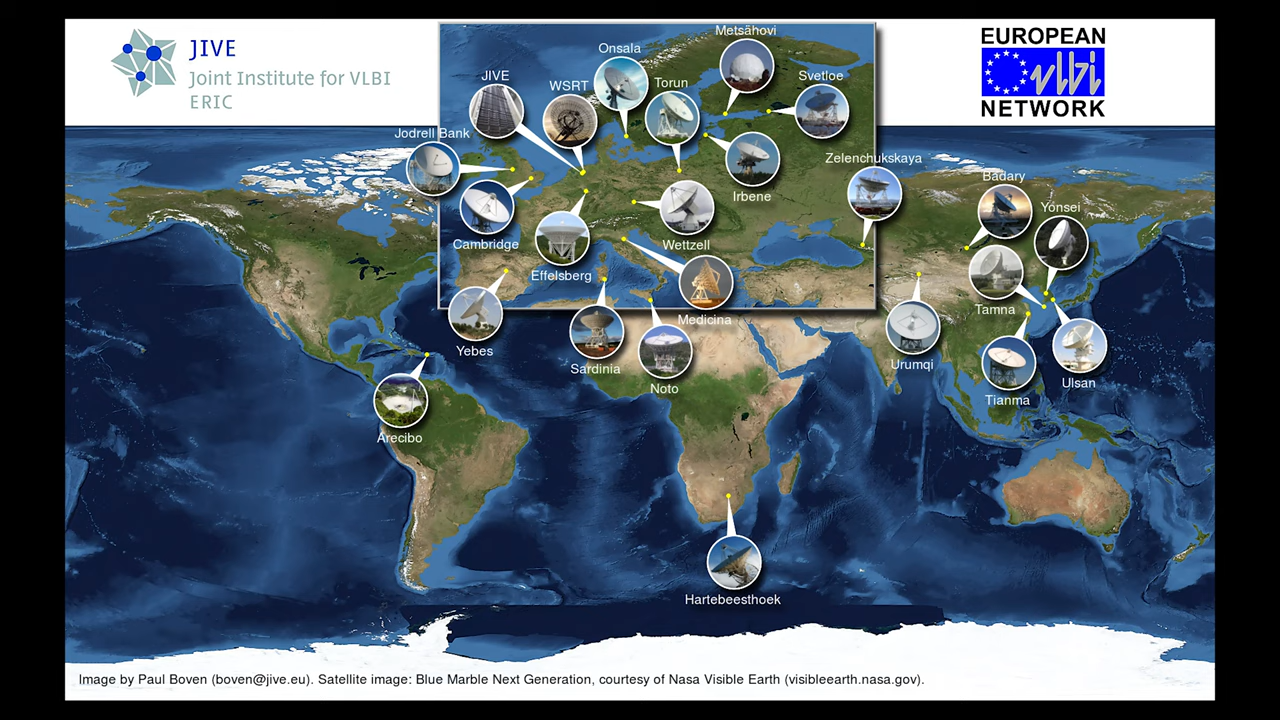 JIVE
Joint Institute for VLBI
ERIC
EUROPEAN
vlbi
NETWORK
Metsähovi
Onsala
JIVE
WSRT
Torun
Svetloe
Jodrell Bank
Zelenchukskaya
Badary
Irbene
Yonsei
Cambridge
Wettzell
Effelsberg
Tamna
Medicina
Yebes
Sardinia
Noto
Urumqi
Ulsan
Tianma
Arecibo
Hartebeesthoek
Image by Paul Boven (boven@jive.eu). Satellite image: Blue Marble Next Generation, courtesy of Nasa Visible Earth (visibleearth.nasa.gov).